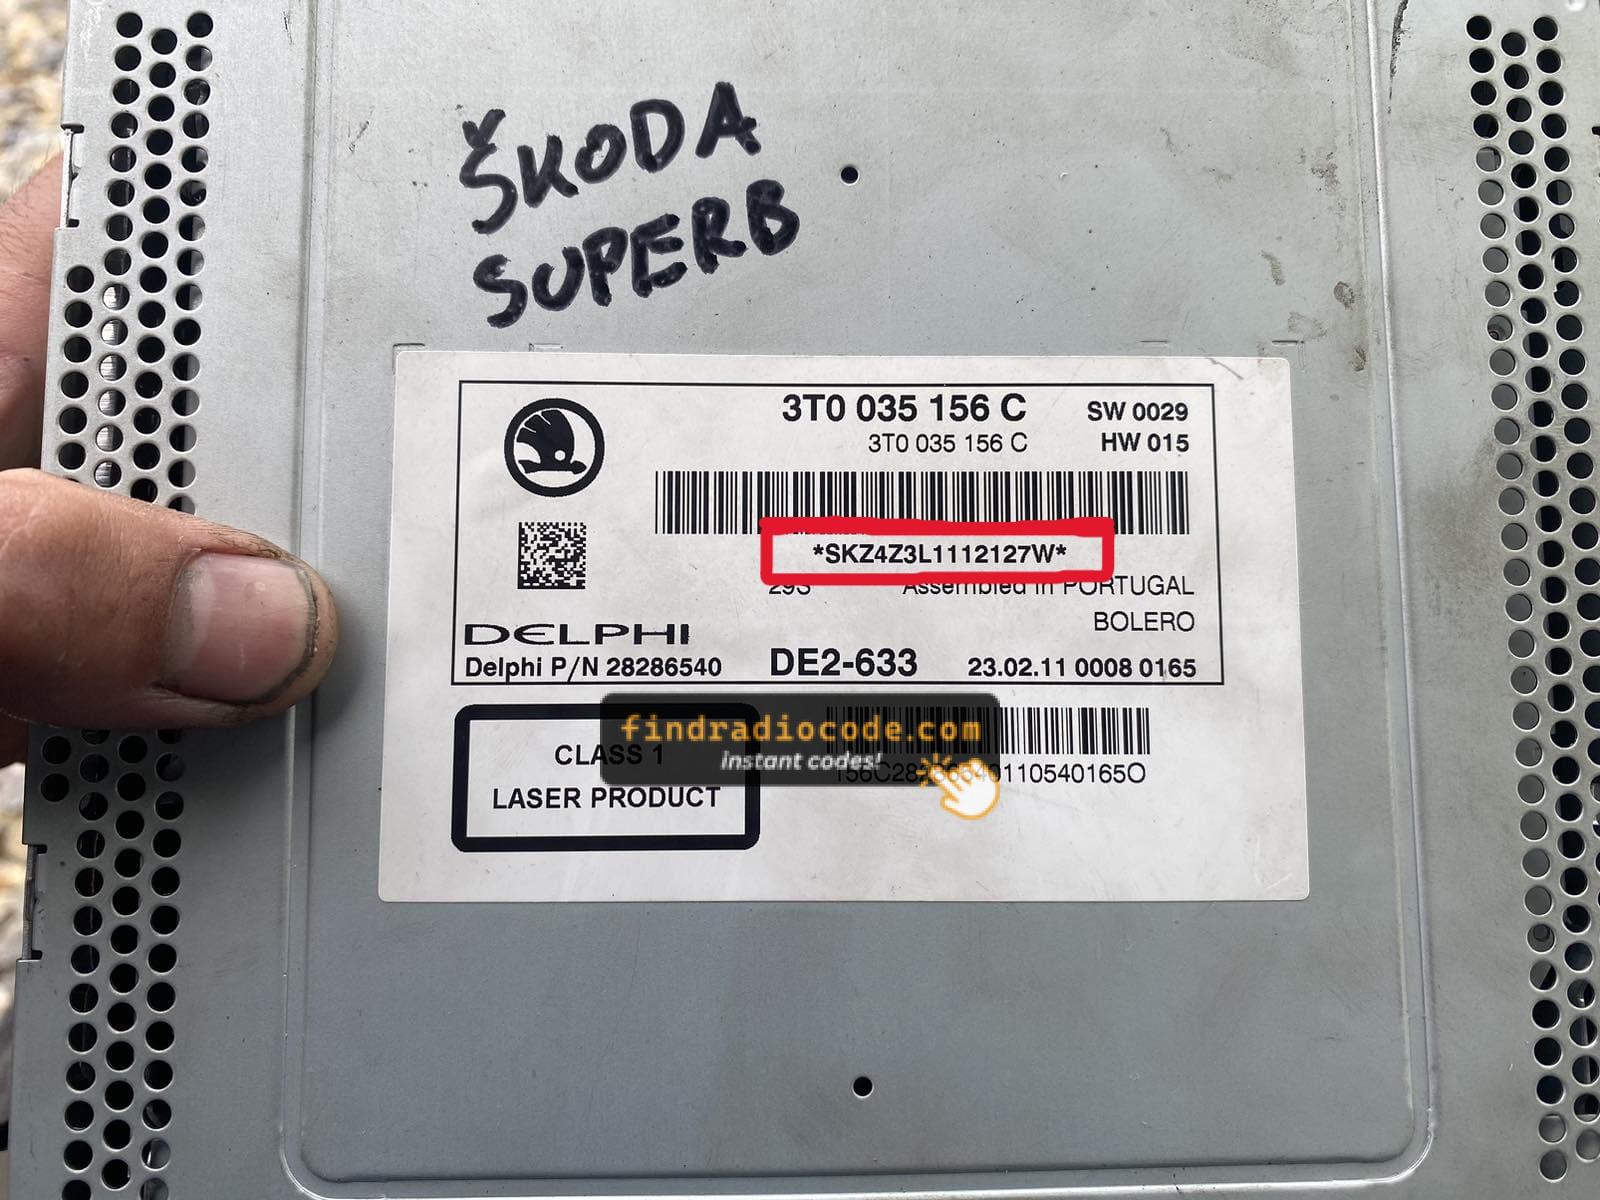 ŠKODA
SUPERB
3T0 035 156 C
SW 0029
3T0 035 156 C
HW 015
*SKZ4Z3L1112127W*
29S Assembled in PORTUGAL
BOLERO
DELPHI
Delphi P/N 28286540
DE2-633
23.02.11 0008 0165
findradiocode.com
instant codes!
CLASS 1
LASER PRODUCT